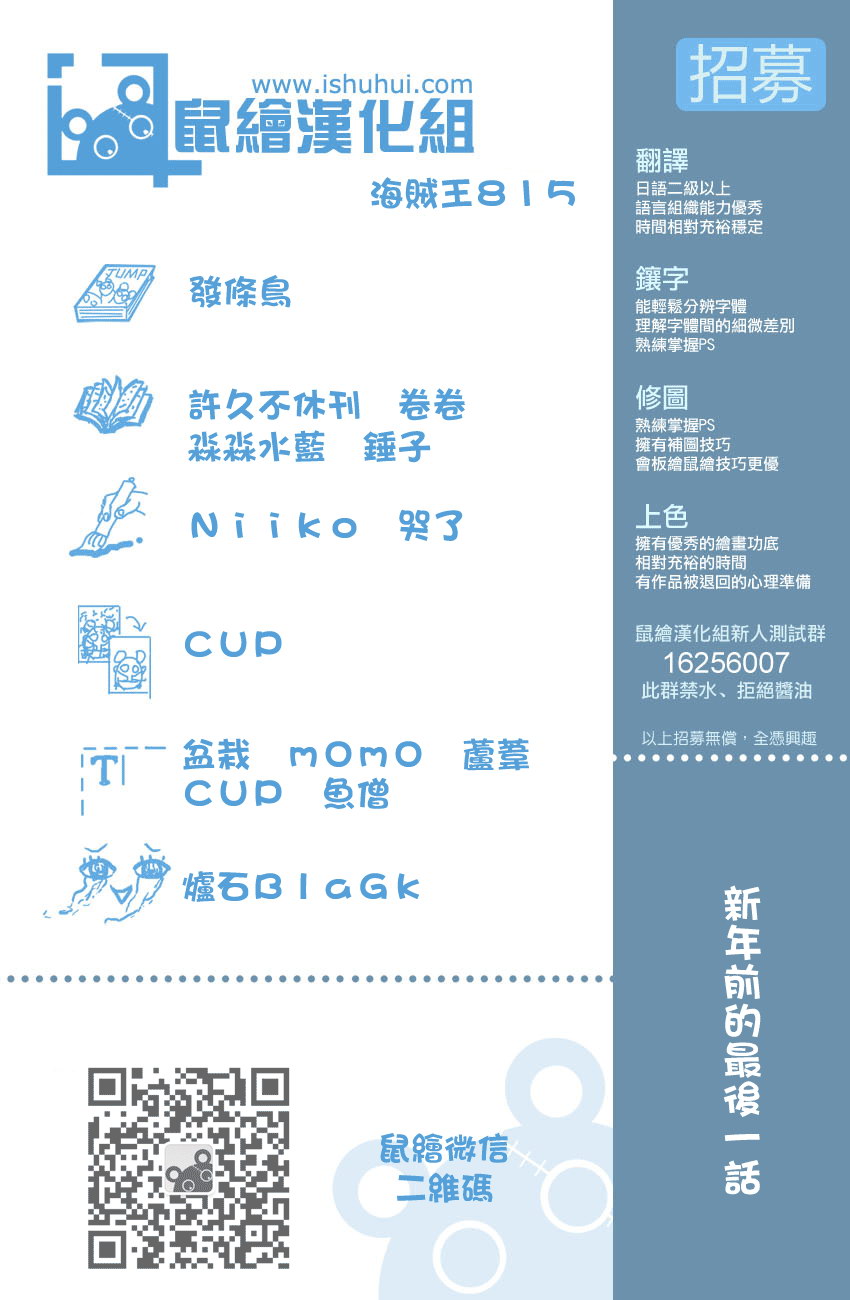 www.ishuhui.com
鼠繪漢化組
海賊王815
JUMP
發條鳥
許久不休刊 卷卷
淼淼水藍 錘子
Niiko 哭了
CUP
T
盆栽 momo 蘆葦
CUP 魚僧
爐石BlaGk
鼠繪微信
二維碼
招募
翻譯
日語二級以上
語言組織能力優秀
時間相對充裕穩定
鑲字
能輕鬆分辨字體
理解字體間的細微差別
熟練掌握PS
修圖
熟練掌握PS
擁有補圖技巧
會板繪鼠繪技巧更優
上色
擁有優秀的繪畫功底
相對充裕的時間
有作品被退回的心理準備
鼠繪漢化組新人測試群
16256007
此群禁水、拒絕醬油
以上招募無償，全憑興趣
新年前的最後一話